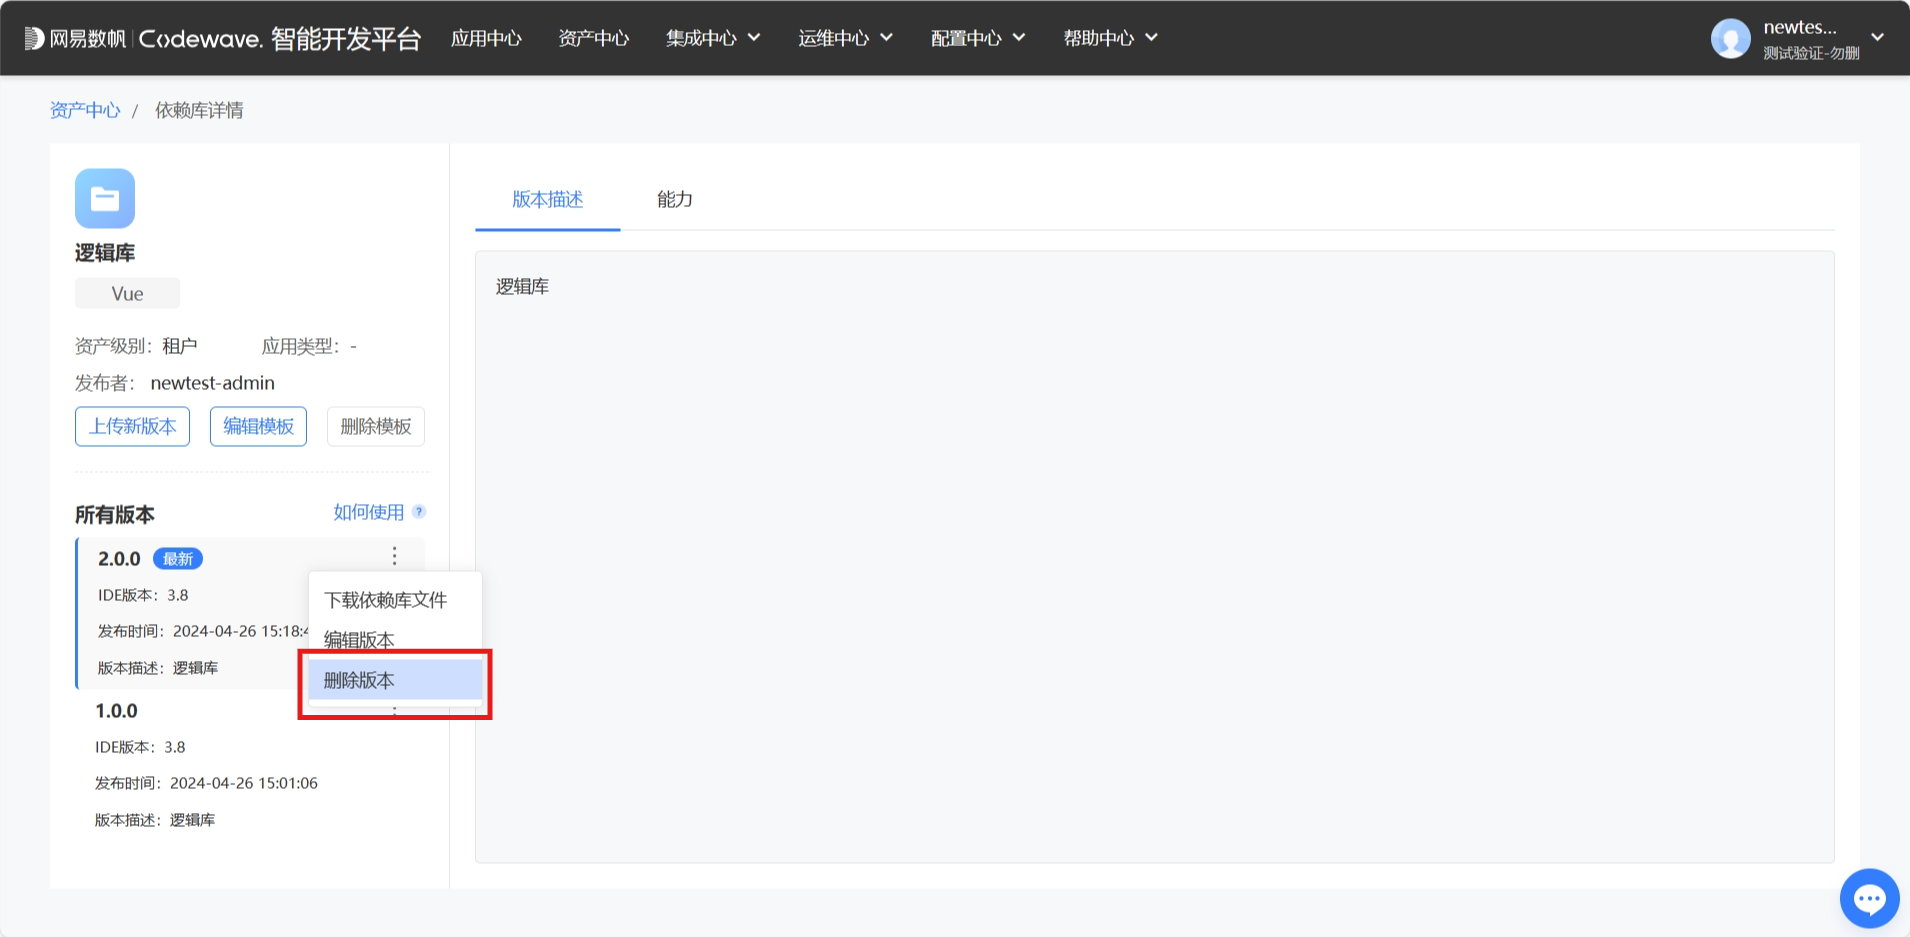 网易数帆 Codewave. 智能开发平台 应用中心 资产中心 集成中心 运维中心 配置中心 帮助中心 newtes... 测试验证-勿删
资产中心 / 依赖库详情
逻辑库
Vue
资产级别：租户 应用类型：-
发布者： newtest-admin
上传新版本 编辑模板 删除模板
所有版本 如何使用 ?
2.0.0 最新
IDE版本：3.8
发布时间：2024-04-26 15:18:4
版本描述：逻辑库
下载依赖库文件
编辑版本
删除版本
1.0.0
IDE版本：3.8
发布时间：2024-04-26 15:01:06
版本描述：逻辑库
版本描述 能力
逻辑库